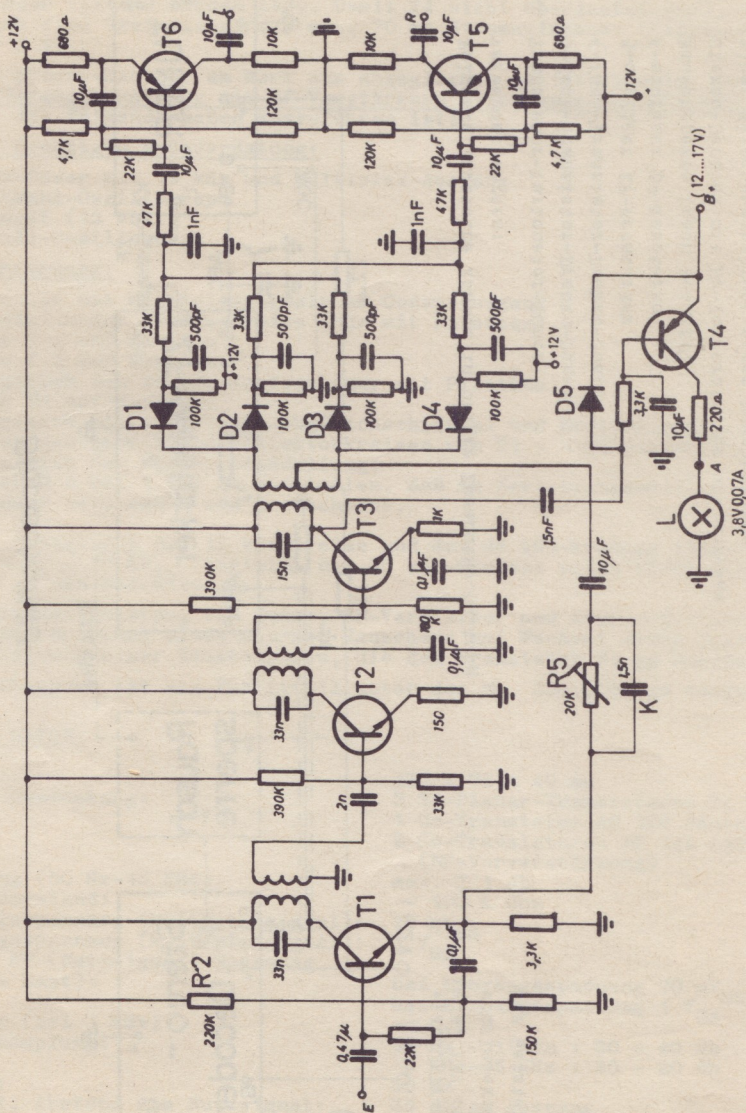 +12V
680Ω
10µF
T6
10µF
10K
4,7K
22K
10µF
120K
47K
1nF
10K
R
10µF
T5
680Ω
10µF
120K
10µF
22K
4,7K
12V
+
47K
1nF
33K
500pF
+12V
100K
D1
33K
500pF
100K
D2
33K
500pF
100K
D3
33K
500pF
+12V
100K
D4
D5
B+
(12....17V)
3,3K
10µF
T4
220Ω
A
L
3,8V 0,07A
390K
15n
T3
1K
0,1µF
0,1µF
1,5nF
10µF
R5
20K
1,5n
K
33n
T2
150
390K
2n
33K
R2
220K
33n
T1
0,1µF
3,3K
0,47µ
22K
150K
E